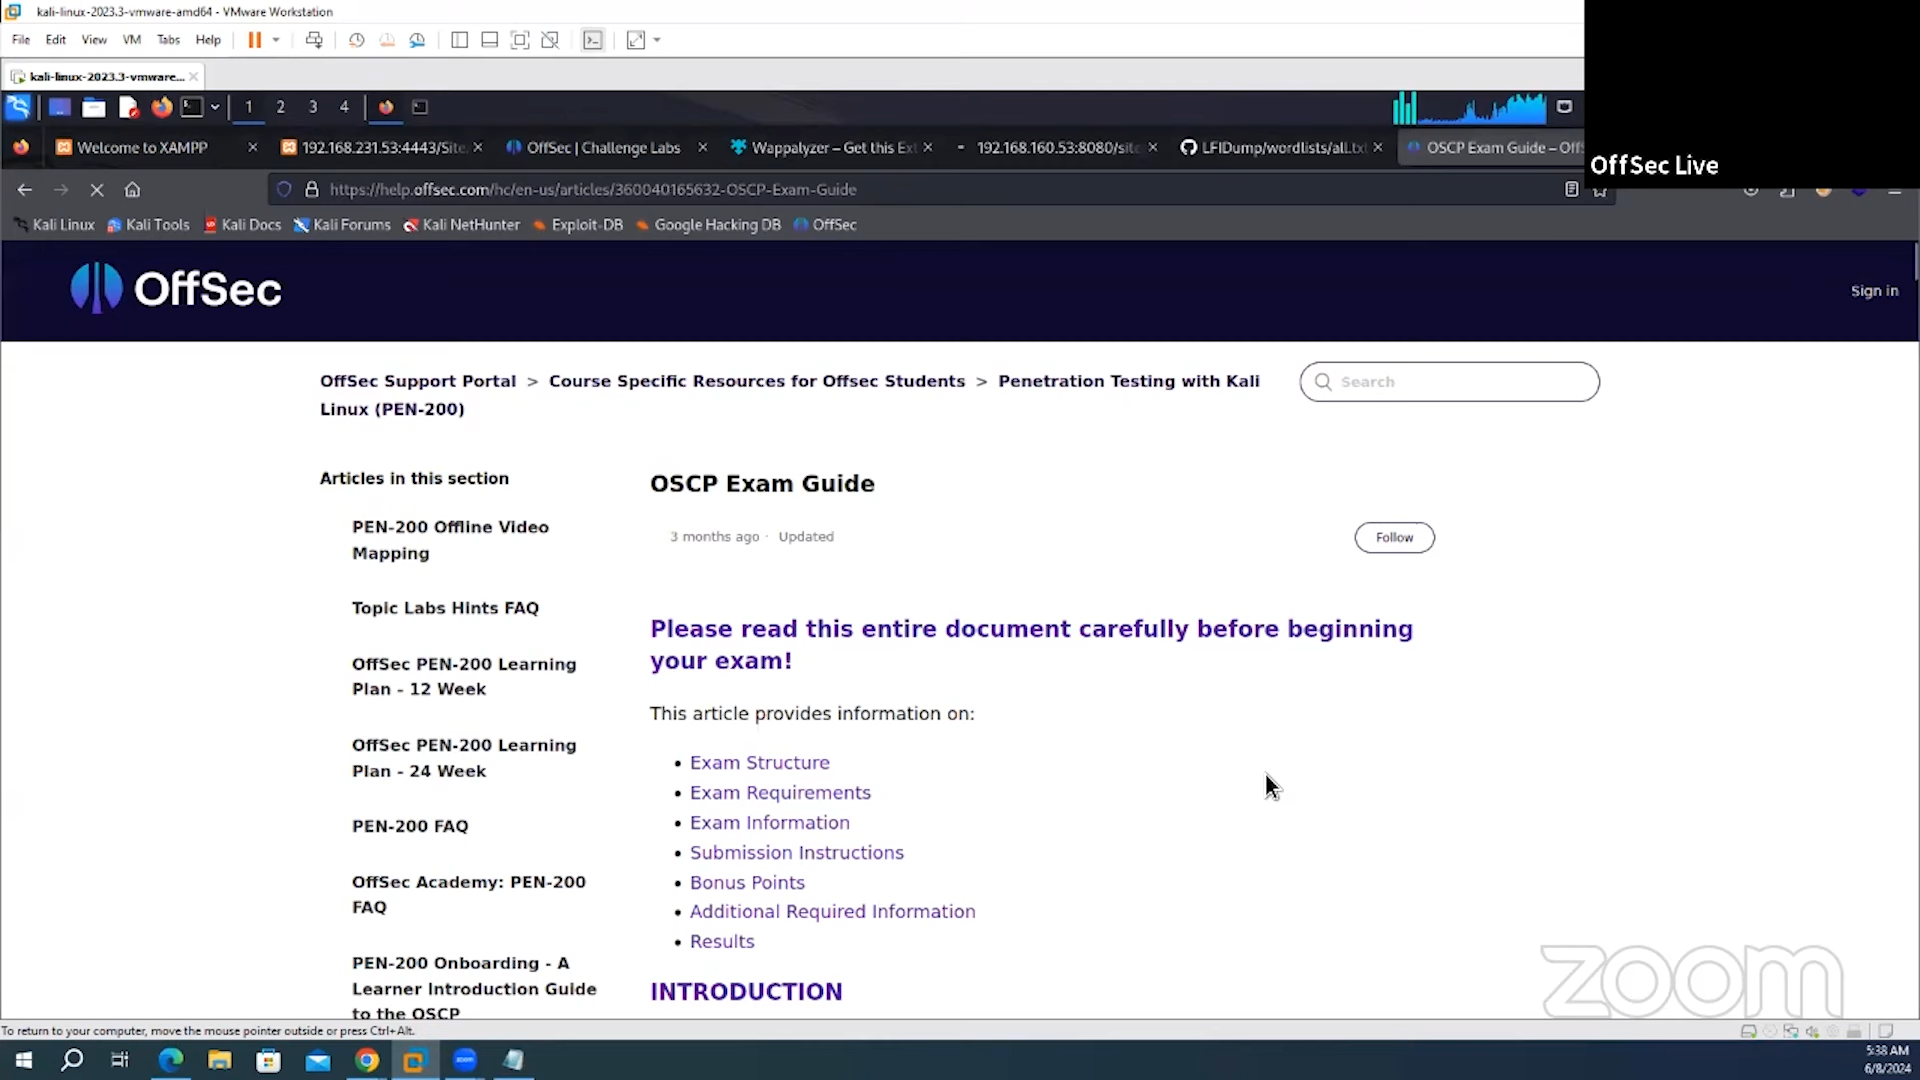 kali-linux-2023.3-vmware-amd64 - VMware Workstation
File Edit View VM Tabs Help
kali-linux-2023.3-vmware...
1 2 3 4
Welcome to XAMPP
192.168.231.53:4443/Site.
OffSec | Challenge Labs
Wappalyzer – Get this Ext
192.168.160.53:8080/site
LFIDump/wordlists/all.txt
OSCP Exam Guide – Off
OffSec Live
https://help.offsec.com/hc/en-us/articles/360040165632-OSCP-Exam-Guide
Kali Linux Kali Tools Kali Docs Kali Forums Kali NetHunter Exploit-DB Google Hacking DB OffSec
OffSec
Sign in
OffSec Support Portal > Course Specific Resources for Offsec Students > Penetration Testing with Kali
Linux (PEN-200)
Search
Articles in this section
PEN-200 Offline Video
Mapping
Topic Labs Hints FAQ
OffSec PEN-200 Learning
Plan - 12 Week
OffSec PEN-200 Learning
Plan - 24 Week
PEN-200 FAQ
OffSec Academy: PEN-200
FAQ
PEN-200 Onboarding - A
Learner Introduction Guide
to the OSCP
OSCP Exam Guide
3 months ago · Updated
Follow
Please read this entire document carefully before beginning
your exam!
This article provides information on:
• Exam Structure
• Exam Requirements
• Exam Information
• Submission Instructions
• Bonus Points
• Additional Required Information
• Results
INTRODUCTION
zoom
To return to your computer, move the mouse pointer outside or press Ctrl+Alt.
zoom
5:38 AM
6/8/2024